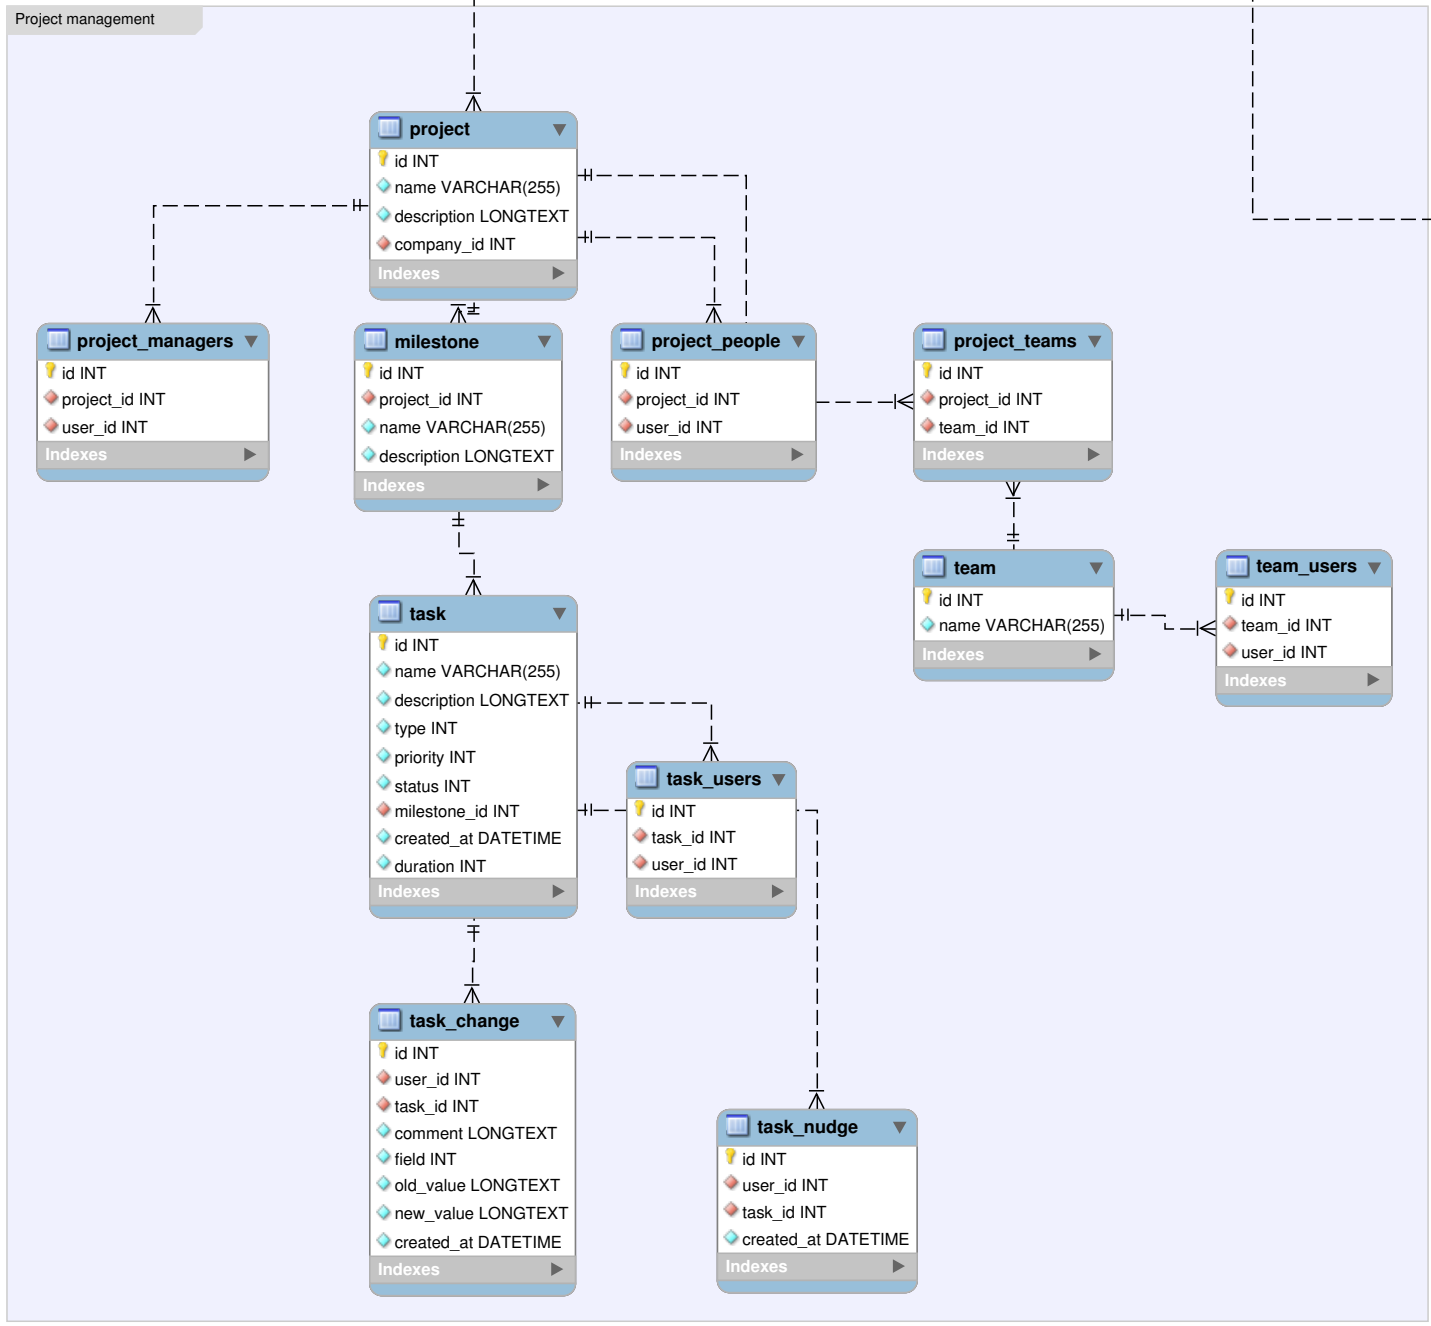 Project management
project
id INT
name VARCHAR(255)
description LONGTEXT
company_id INT
Indexes
project_managers
id INT
project_id INT
user_id INT
Indexes
milestone
id INT
project_id INT
name VARCHAR(255)
description LONGTEXT
Indexes
project_people
id INT
project_id INT
user_id INT
Indexes
project_teams
id INT
project_id INT
team_id INT
Indexes
team
id INT
name VARCHAR(255)
Indexes
team_users
id INT
team_id INT
user_id INT
Indexes
task
id INT
name VARCHAR(255)
description LONGTEXT
type INT
priority INT
status INT
milestone_id INT
created_at DATETIME
duration INT
Indexes
task_users
id INT
task_id INT
user_id INT
Indexes
task_change
id INT
user_id INT
task_id INT
comment LONGTEXT
field INT
old_value LONGTEXT
new_value LONGTEXT
created_at DATETIME
Indexes
task_nudge
id INT
user_id INT
task_id INT
created_at DATETIME
Indexes